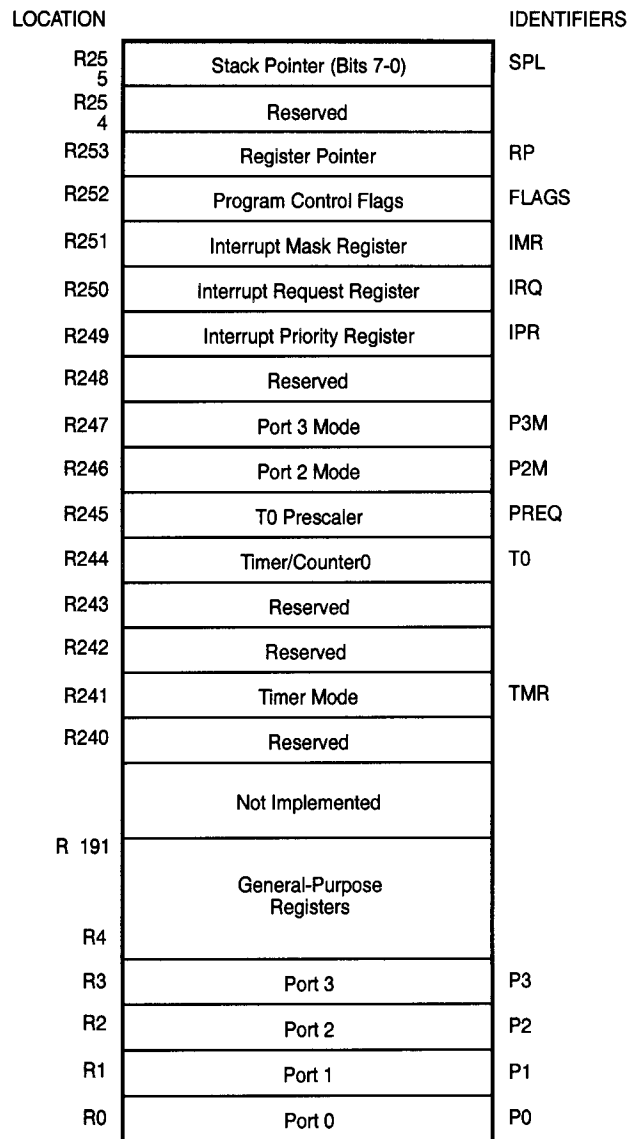 LOCATION IDENTIFIERS
R25
5 Stack Pointer (Bits 7-0) SPL
R25
4 Reserved
R253 Register Pointer RP
R252 Program Control Flags FLAGS
R251 Interrupt Mask Register IMR
R250 Interrupt Request Register IRQ
R249 Interrupt Priority Register IPR
R248 Reserved
R247 Port 3 Mode P3M
R246 Port 2 Mode P2M
R245 T0 Prescaler PREQ
R244 Timer/Counter0 T0
R243 Reserved
R242 Reserved
R241 Timer Mode TMR
R240 Reserved
Not Implemented
R 191
General-Purpose
Registers
R4
R3 Port 3 P3
R2 Port 2 P2
R1 Port 1 P1
R0 Port 0 P0